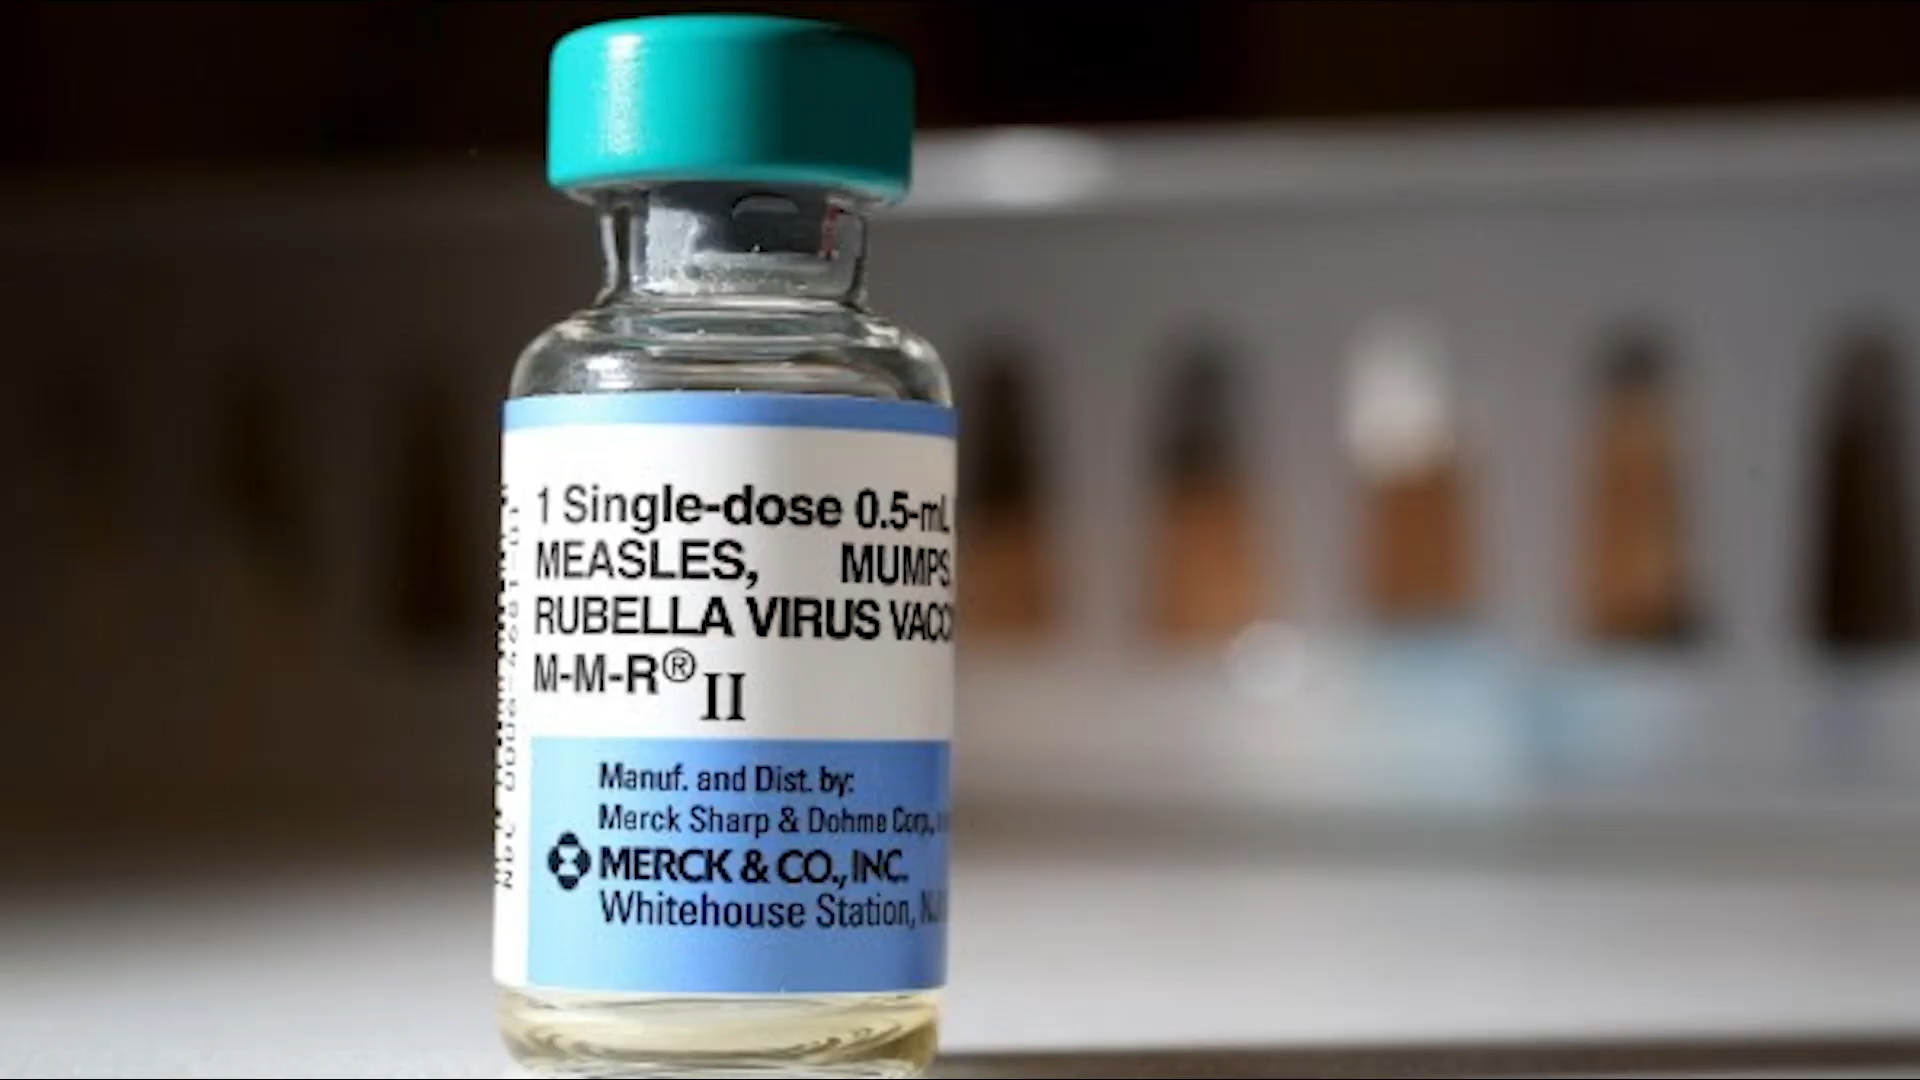 1 Single-dose 0.5-mL
MEASLES, MUMPS,
RUBELLA VIRUS
M-M-R® II
Manuf. and Dist. by:
Merck Sharp & Dohme Corp.,
MERCK & CO., INC.
Whitehouse Station,